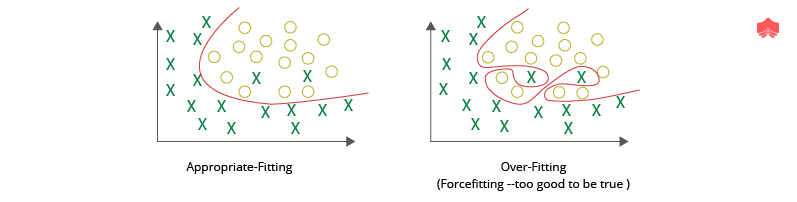 Appropriate-Fitting
Over-Fitting
(Forcefitting --too good to be true )